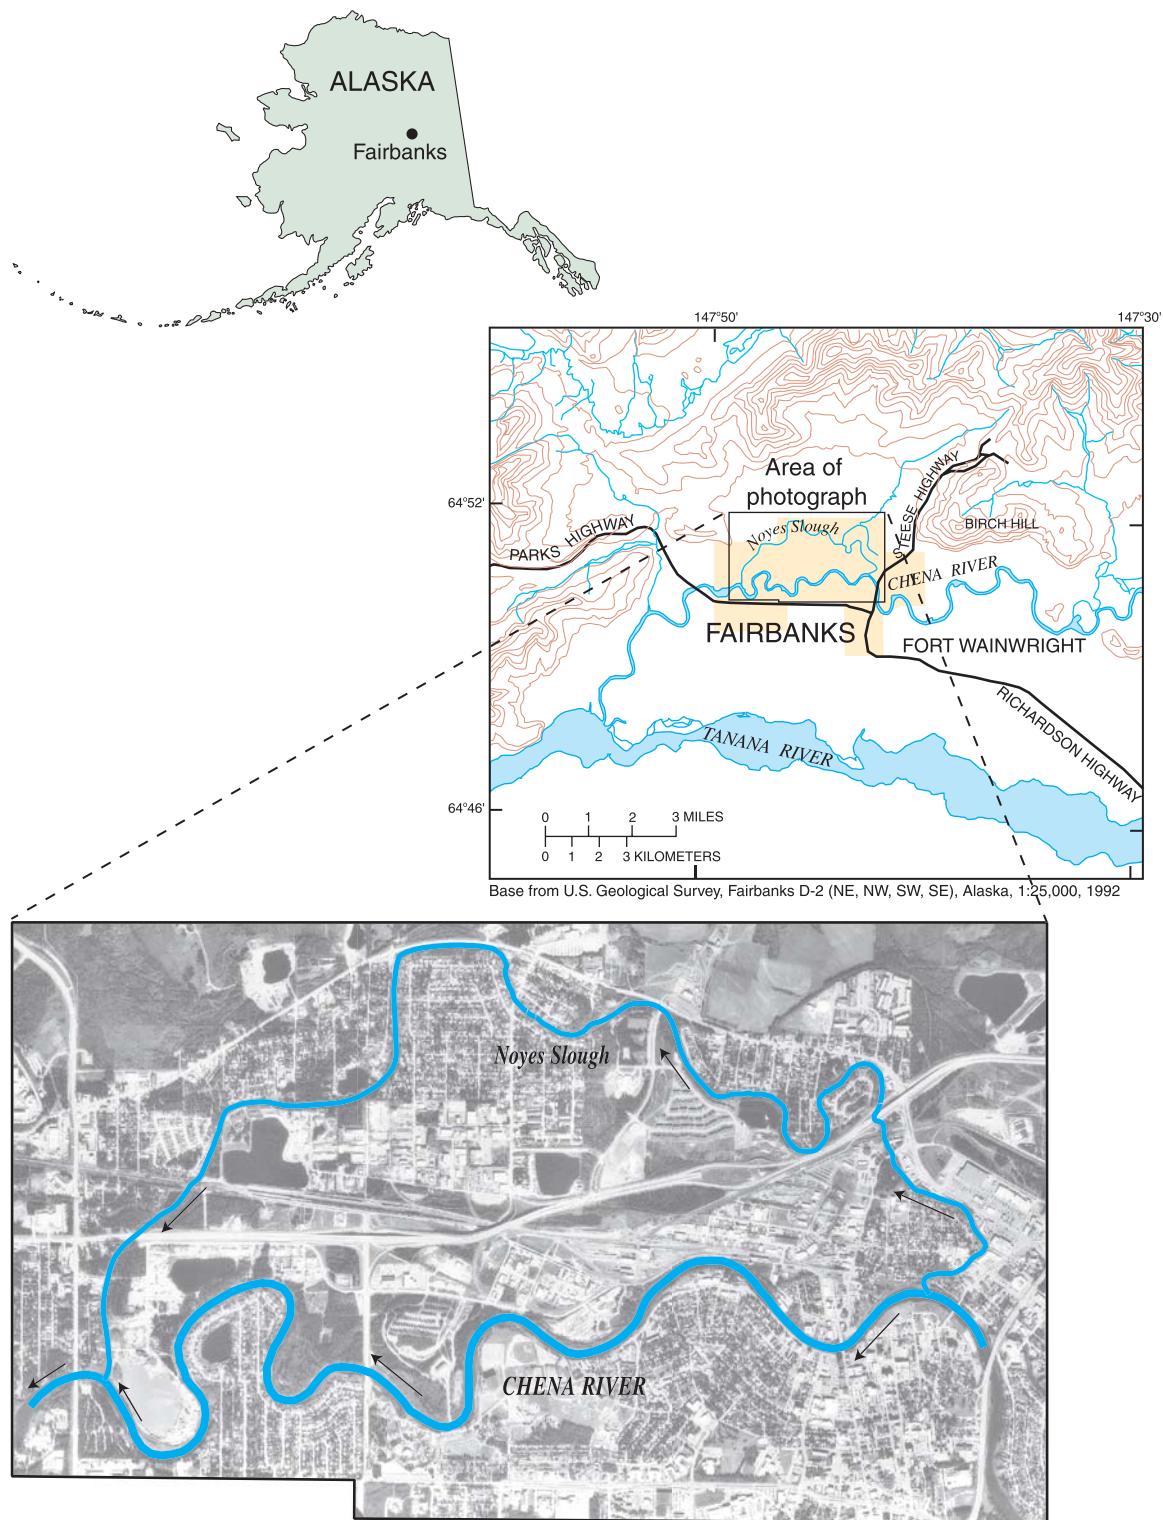 ALASKA
Fairbanks
147°50'
147°30'
Area of
photograph
64°52'
Noyes Slough
STEESE HIGHWAY
BIRCH HILL
PARKS HIGHWAY
CHENA RIVER
FAIRBANKS
FORT WAINWRIGHT
RICHARDSON HIGHWAY
TANANA RIVER
64°46'
0 1 2 3 MILES
0 1 2 3 KILOMETERS
Base from U.S. Geological Survey, Fairbanks D-2 (NE, NW, SW, SE), Alaska, 1:25,000, 1992
Noyes Slough
CHENA RIVER